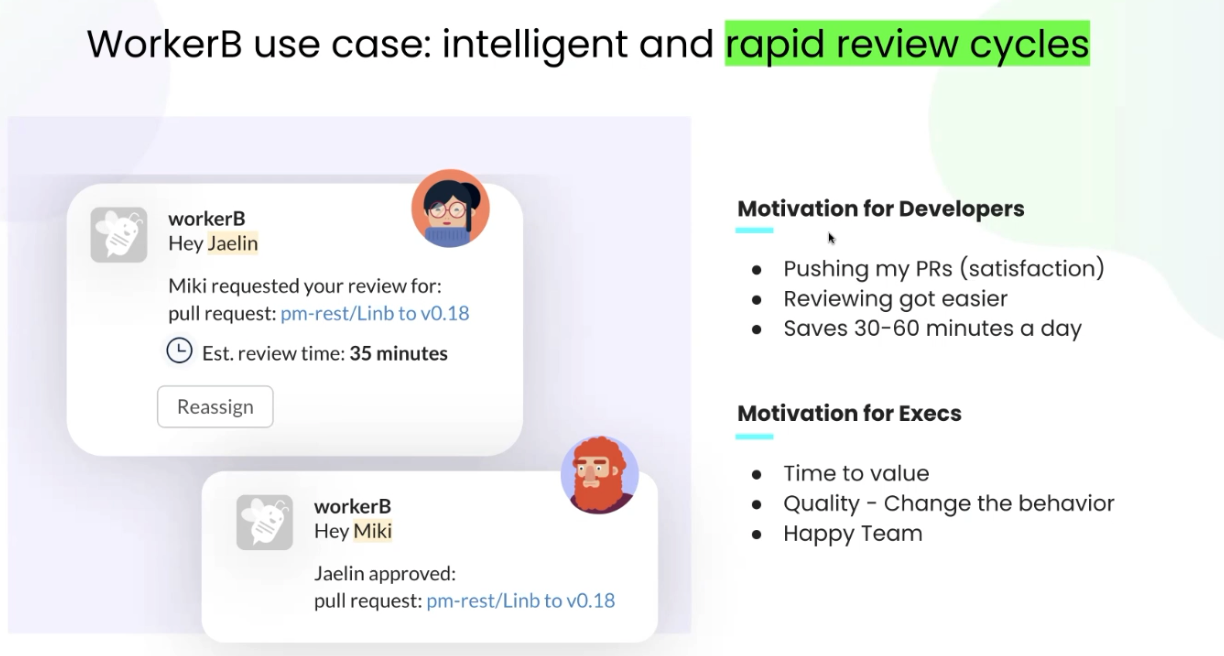 WorkerB use case: intelligent and rapid review cycles
workerB
Hey Jaelin
Miki requested your review for:
pull request: pm-rest/Linb to v0.18
Est. review time: 35 minutes
Reassign
workerB
Hey Miki
Jaelin approved:
pull request: pm-rest/Linb to v0.18
Motivation for Developers
● Pushing my PRs (satisfaction)
● Reviewing got easier
● Saves 30-60 minutes a day
Motivation for Execs
● Time to value
● Quality - Change the behavior
● Happy Team